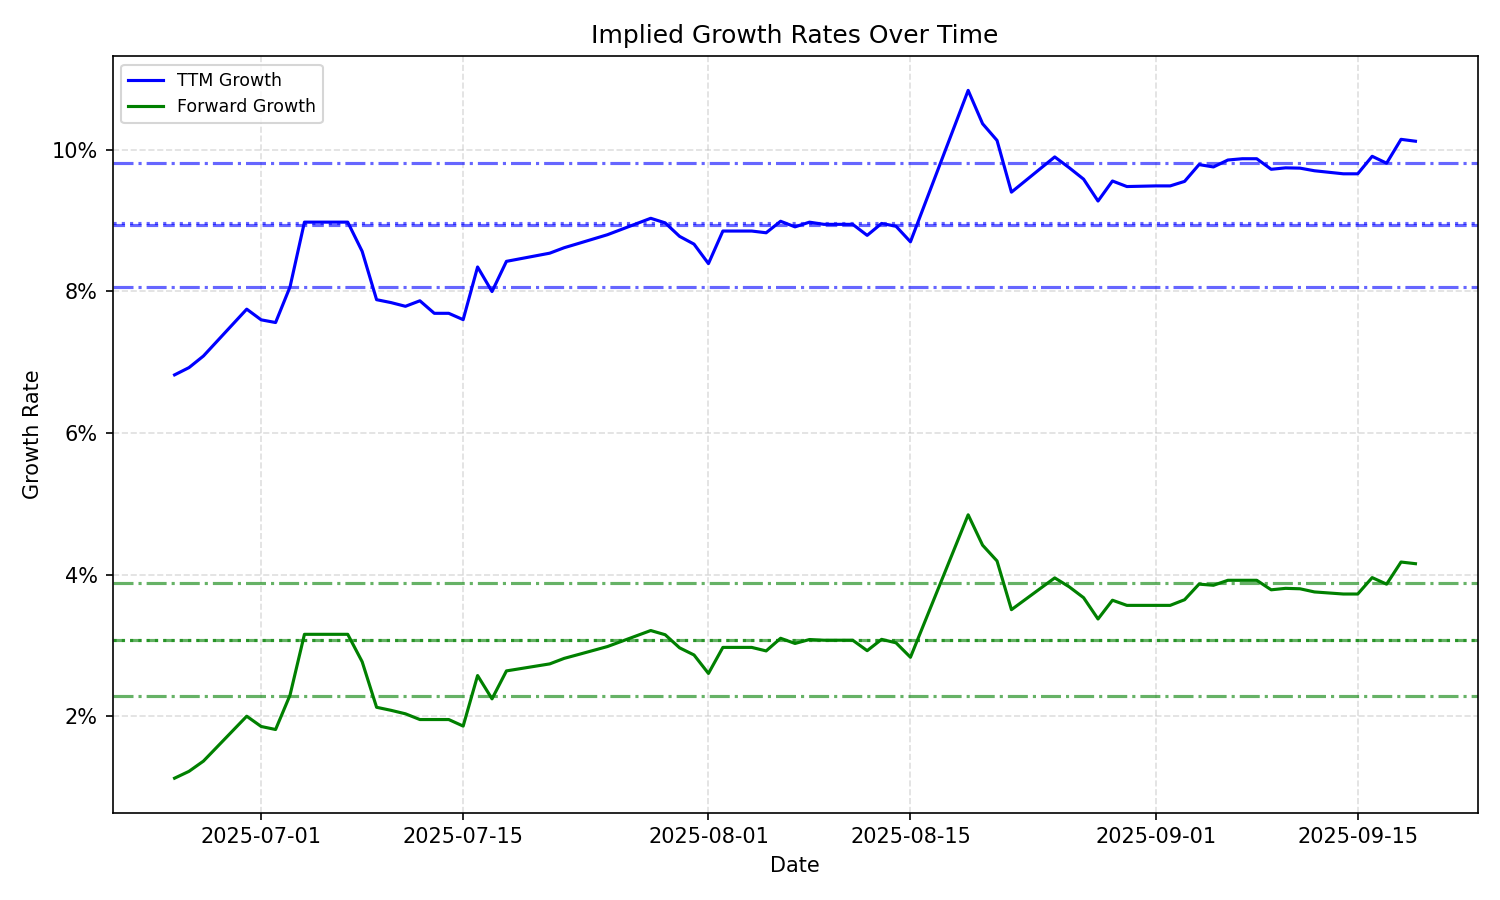 Implied Growth Rates Over Time
TTM Growth
Forward Growth
10%
8%
6%
4%
2%
Growth Rate
2025-07-01
2025-07-15
2025-08-01
2025-08-15
2025-09-01
2025-09-15
Date